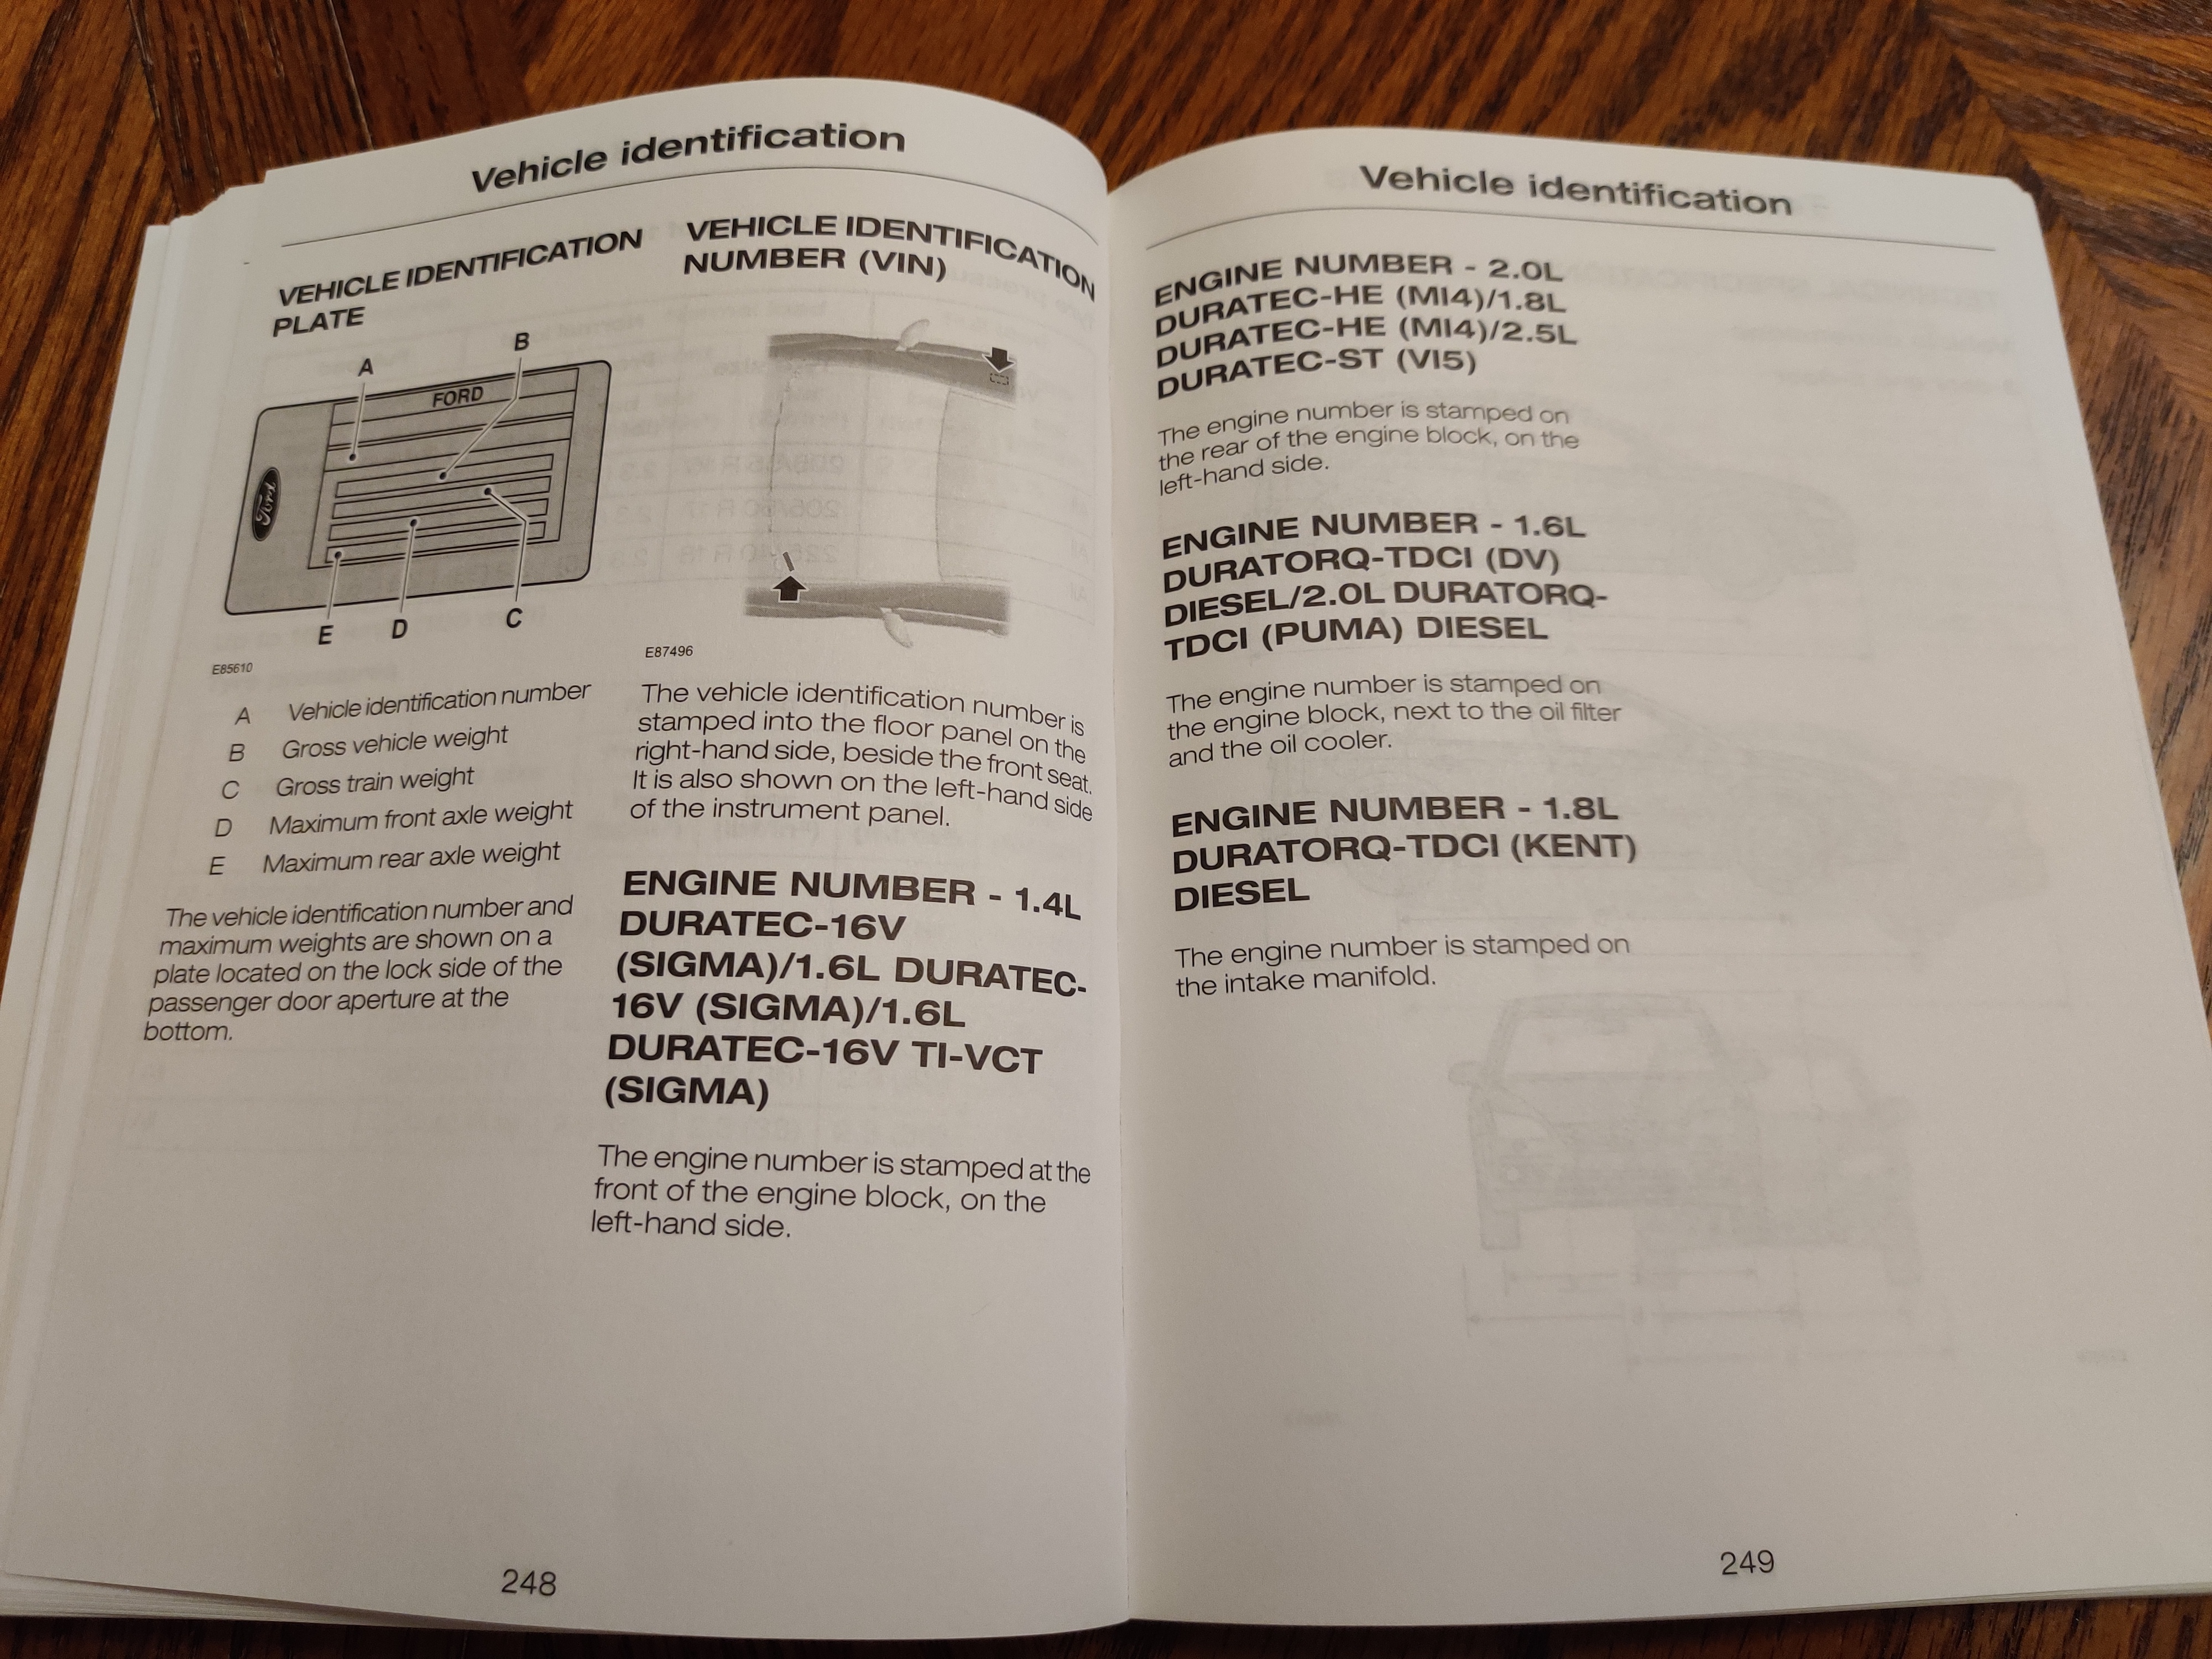 Vehicle identification
VEHICLE IDENTIFICATION
PLATE
A
B
FORD
Ford
E
D
C
E85610
A Vehicle identification number
B Gross vehicle weight
C Gross train weight
D Maximum front axle weight
E Maximum rear axle weight
The vehicle identification number and
maximum weights are shown on a
plate located on the lock side of the
passenger door aperture at the
bottom.
VEHICLE IDENTIFICATION
NUMBER (VIN)
E87496
The vehicle identification number is
stamped into the floor panel on the
right-hand side, beside the front seat.
It is also shown on the left-hand side
of the instrument panel.
ENGINE NUMBER - 1.4L
DURATEC-16V
(SIGMA)/1.6L DURATEC-
16V (SIGMA)/1.6L
DURATEC-16V TI-VCT
(SIGMA)
The engine number is stamped at the
front of the engine block, on the
left-hand side.
248
Vehicle identification
ENGINE NUMBER - 2.0L
DURATEC-HE (MI4)/1.8L
DURATEC-HE (MI4)/2.5L
DURATEC-ST (VI5)
The engine number is stamped on
the rear of the engine block, on the
left-hand side.
ENGINE NUMBER - 1.6L
DURATORQ-TDCI (DV)
DIESEL/2.0L DURATORQ-
TDCI (PUMA) DIESEL
The engine number is stamped on
the engine block, next to the oil filter
and the oil cooler.
ENGINE NUMBER - 1.8L
DURATORQ-TDCI (KENT)
DIESEL
The engine number is stamped on
the intake manifold.
249